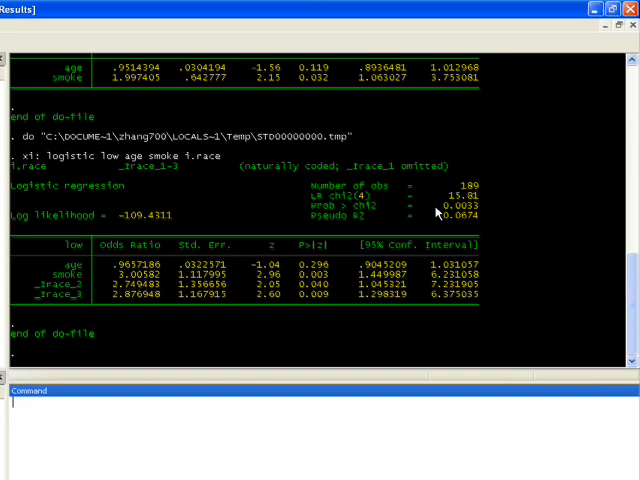 Results]
age .9514394 .0304194 -1.56 0.119 .8936481 1.012968
smoke 1.997405 .642777 2.15 0.032 1.063027 3.753081
.
end of do-file
. do "C:\DOCUME~1\zhang700\LOCALS~1\Temp\STD00000000.tmp"
. xi: logistic low age smoke i.race
i.race _Irace_1-3 (naturally coded; _Irace_1 omitted)
Logistic regression Number of obs = 189
LR chi2(4) = 15.81
Prob > chi2 = 0.0033
Log likelihood = -109.4311 Pseudo R2 = 0.0674
low Odds Ratio Std. Err. z P>|z| [95% Conf. Interval]
age .9657186 .0322571 -1.04 0.296 .9045209 1.031057
smoke 3.00582 1.117995 2.96 0.003 1.449987 6.231058
_Irace_2 2.749483 1.356656 2.05 0.040 1.045321 7.231905
_Irace_3 2.876948 1.167915 2.60 0.009 1.298319 6.375035
.
end of do-file
.
Command